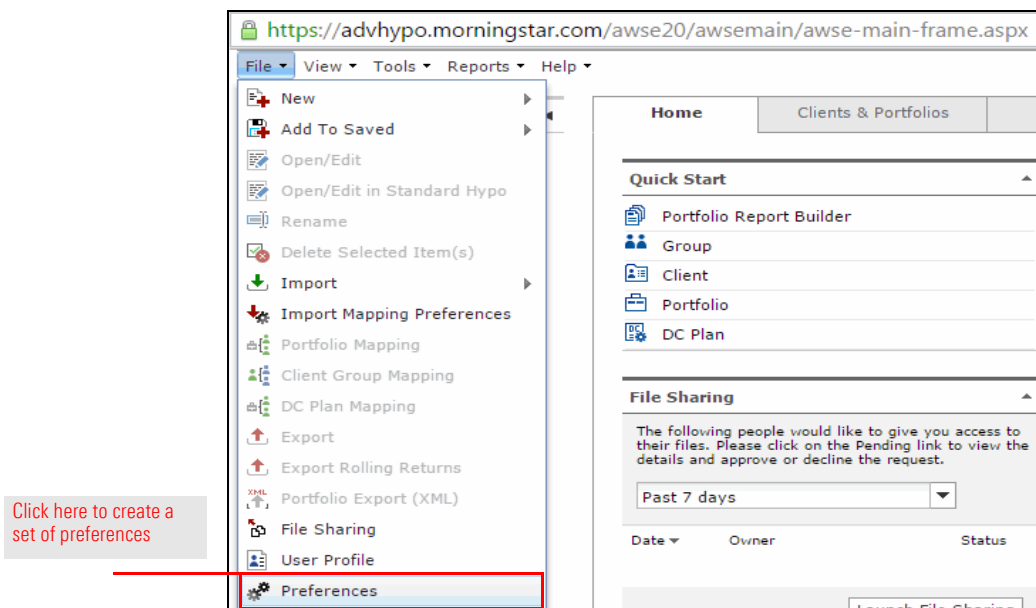 https://advhypo.morningstar.com/awse20/awsemain/awse-main-frame.aspx
File View Tools Reports Help
New
Add To Saved
Open/Edit
Open/Edit in Standard Hypo
Rename
Delete Selected Item(s)
Import
Import Mapping Preferences
Portfolio Mapping
Client Group Mapping
DC Plan Mapping
Export
Export Rolling Returns
Portfolio Export (XML)
File Sharing
User Profile
Preferences
Click here to create a
set of preferences
Home Clients & Portfolios
Quick Start
Portfolio Report Builder
Group
Client
Portfolio
DC Plan
File Sharing
The following people would like to give you access to
their files. Please click on the Pending link to view the
details and approve or decline the request.
Past 7 days
Date Owner Status
Launch File Sharing